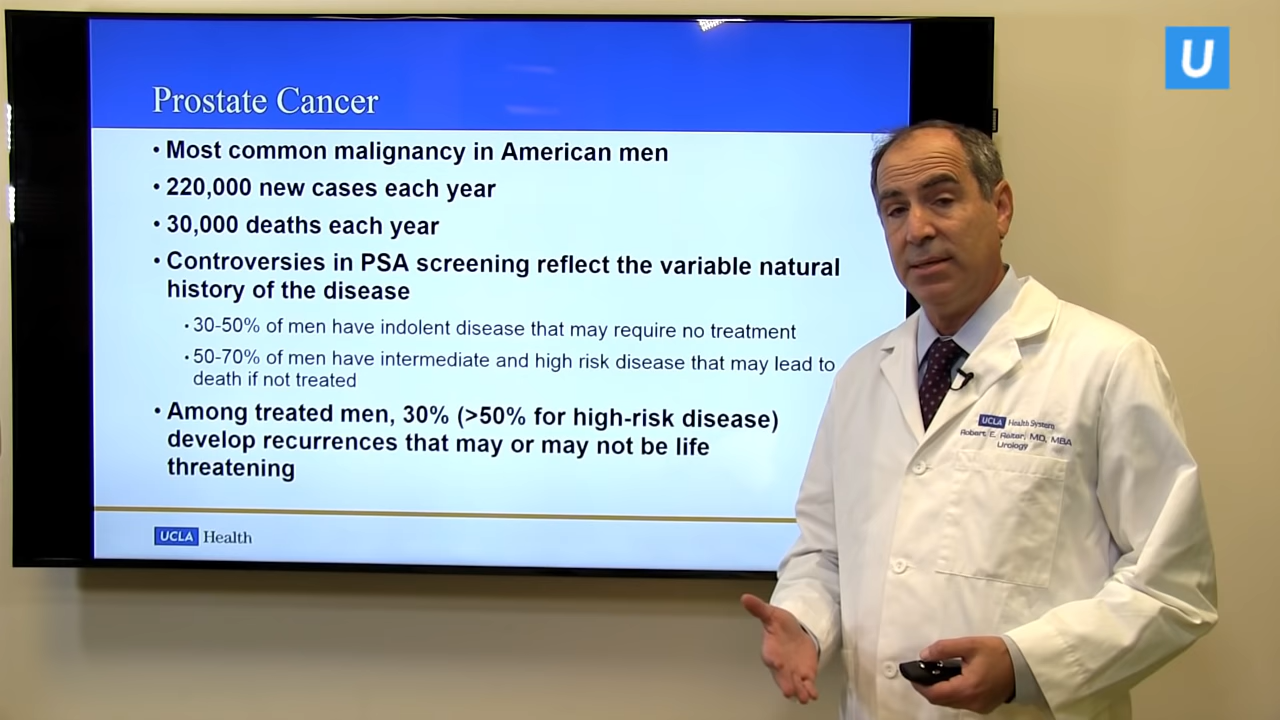 Prostate Cancer
• Most common malignancy in American men
• 220,000 new cases each year
• 30,000 deaths each year
• Controversies in PSA screening reflect the variable natural
history of the disease
• 30-50% of men have indolent disease that may require no treatment
• 50-70% of men have intermediate and high risk disease that may lead to
death if not treated
• Among treated men, 30% (>50% for high-risk disease)
develop recurrences that may or may not be life
threatening
UCLA Health
U
UCLA Health System
Robert E. Reiter, MD, MBA
Urology